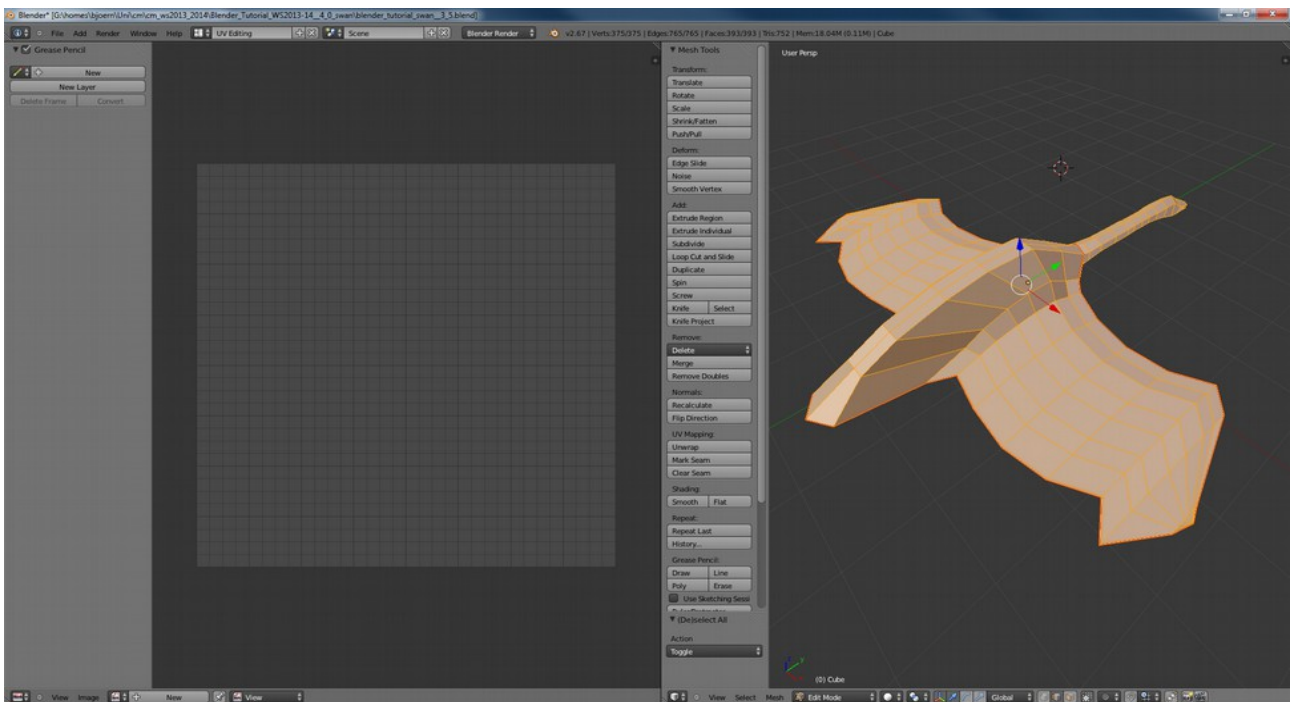 Blender* [G:\homes\bjoern\Uni\cm\cm_ws2013_2014\Blender_Tutorial_WS2013-14__4_0_swan\blender_tutorial_swan__3_5.blend]
File Add Render Window Help UV Editing Scene Blender Render v2.67 | Verts:375/375 | Edges:765/765 | Faces:393/393 | Tris:752 | Mem:18.04M (0.11M) | Cube
Grease Pencil
New
New Layer
Delete Frame Convert
Mesh Tools
Transform:
Translate
Rotate
Scale
Shrink/Fatten
Push/Pull
Deform:
Edge Slide
Noise
Smooth Vertex
Add:
Extrude Region
Extrude Individual
Subdivide
Loop Cut and Slide
Duplicate
Spin
Screw
Knife Select
Knife Project
Remove:
Delete
Merge
Remove Doubles
Normals:
Recalculate
Flip Direction
UV Mapping:
Unwrap
Mark Seam
Clear Seam
Shading:
Smooth Flat
Repeat:
Repeat Last
History...
Grease Pencil:
Draw Line
Poly Erase
Use Sketching Sessi
(De)select All
Action
Toggle
User Persp
(0) Cube
View Image New View
View Select Mesh Edit Mode Global